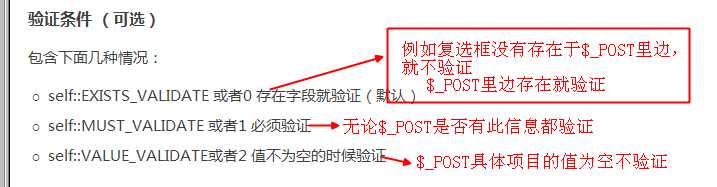 验证条件 （可选）
包含下面几种情况：
例如复选框没有存在于$_POST里边，
就不验证
$_POST里边存在就验证
self::EXISTS_VALIDATE 或者0 存在字段就验证（默认）
self::MUST_VALIDATE 或者1 必须验证
无论$_POST是否有此信息都验证
self::VALUE_VALIDATE或者2 值不为空的时候验证
$_POST具体项目的值为空不验证